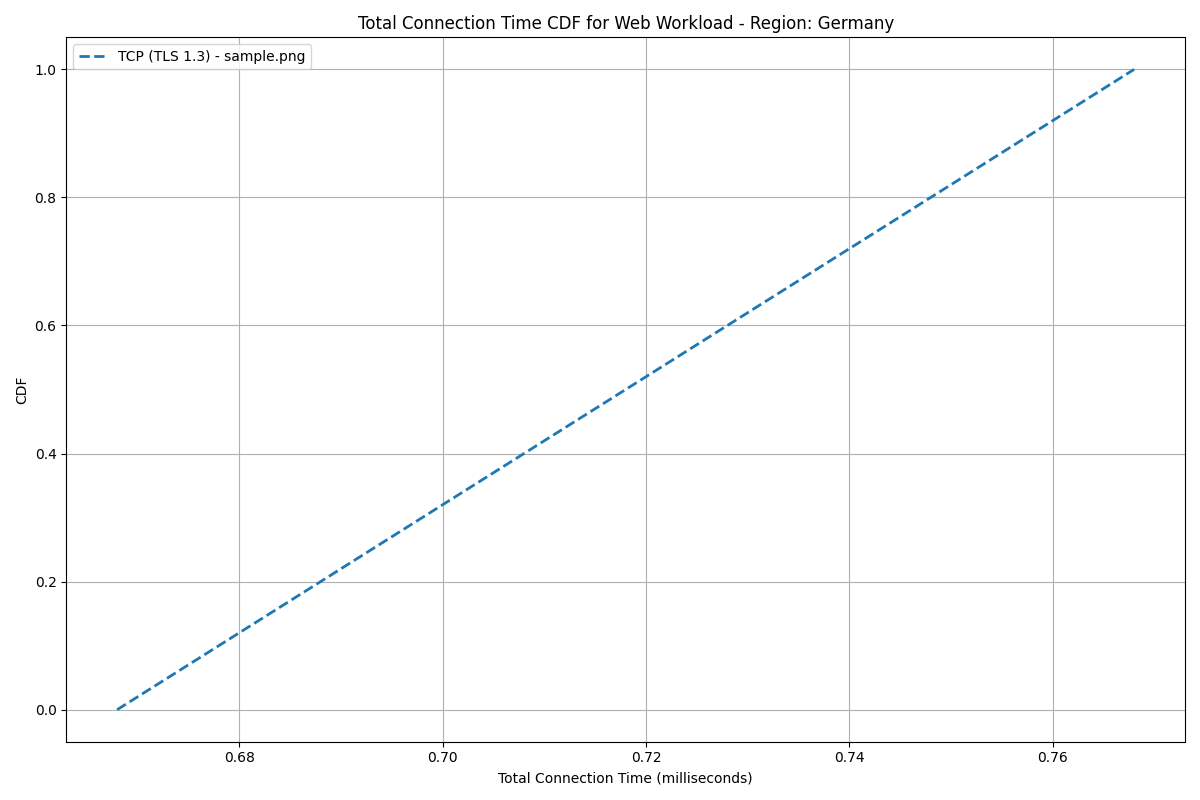 Total Connection Time CDF for Web Workload - Region: Germany
TCP (TLS 1.3) - sample.png
1.0
0.8
0.6
0.4
0.2
0.0
CDF
0.68
0.70
0.72
0.74
0.76
Total Connection Time (milliseconds)